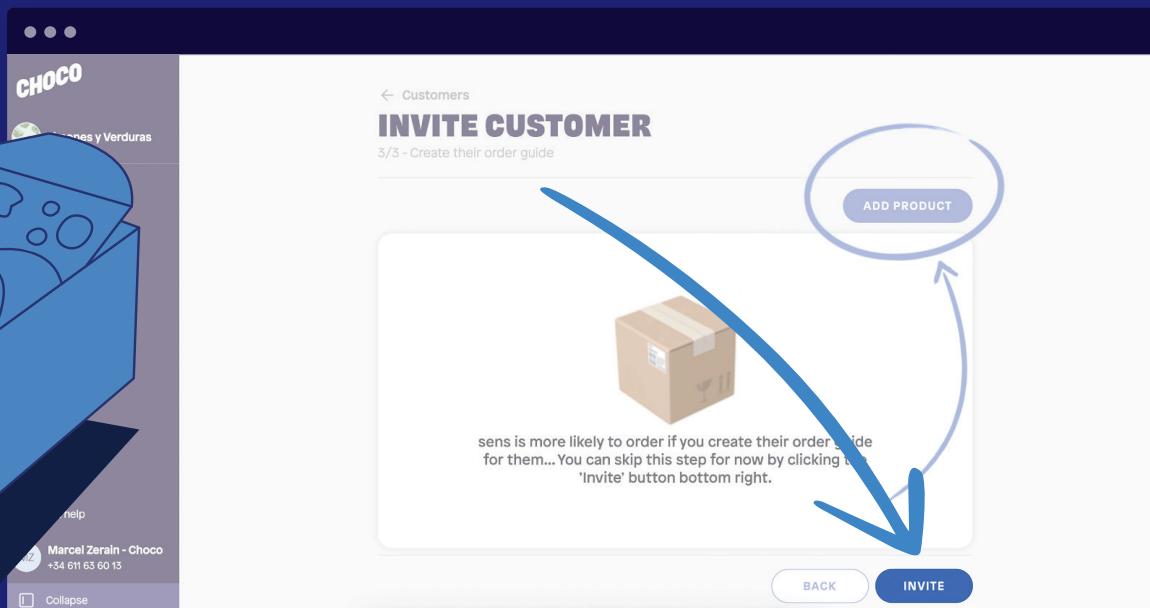 CHOCO
y Verduras
← Customers
INVITE CUSTOMER
3/3 - Create their order guide
ADD PRODUCT
sens is more likely to order if you create their order guide
for them... You can skip this step for now by clicking the
'Invite' button bottom right.
help
Marcel Zerain - Choco
+34 611 63 60 13
Collapse
BACK
INVITE